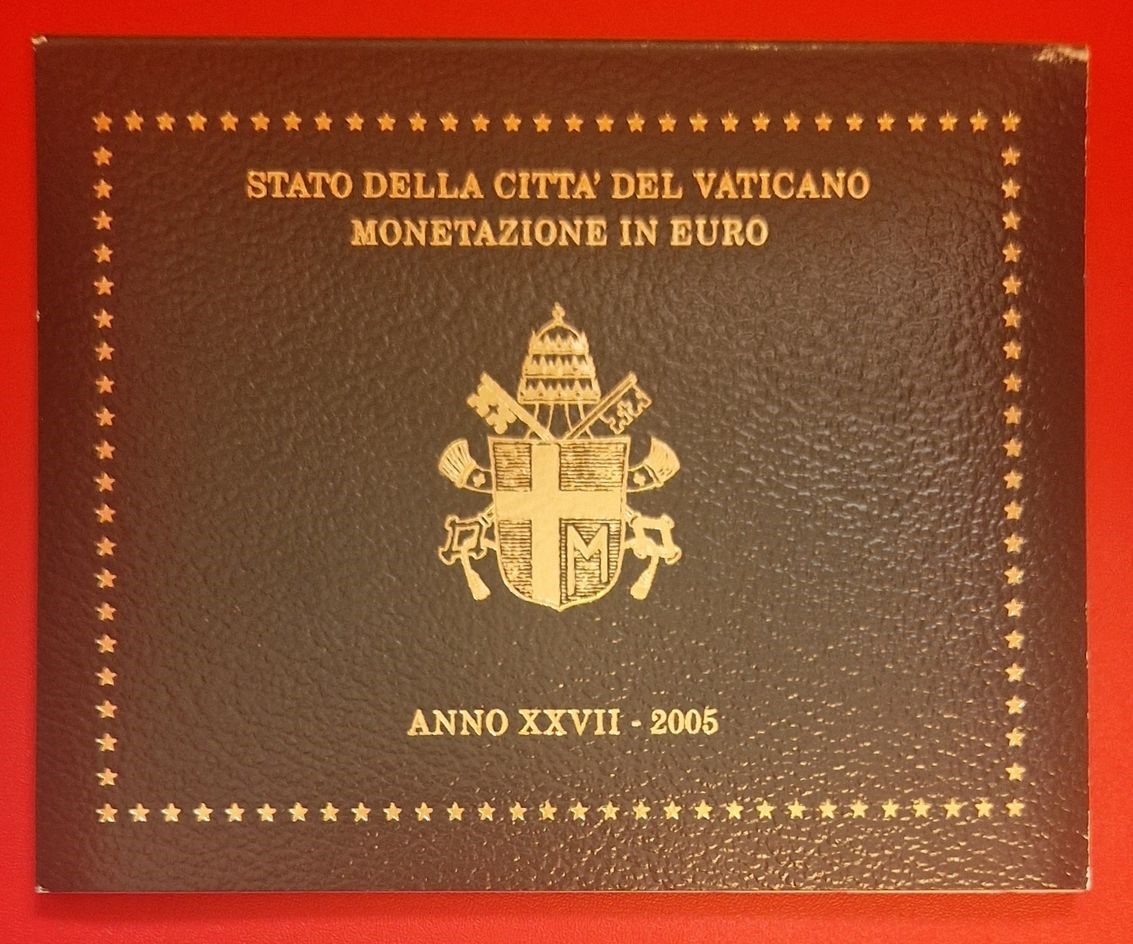 STATO DELLA CITTA' DEL VATICANO
MONETAZIONE IN EURO
M
ANNO XXVII - 2005